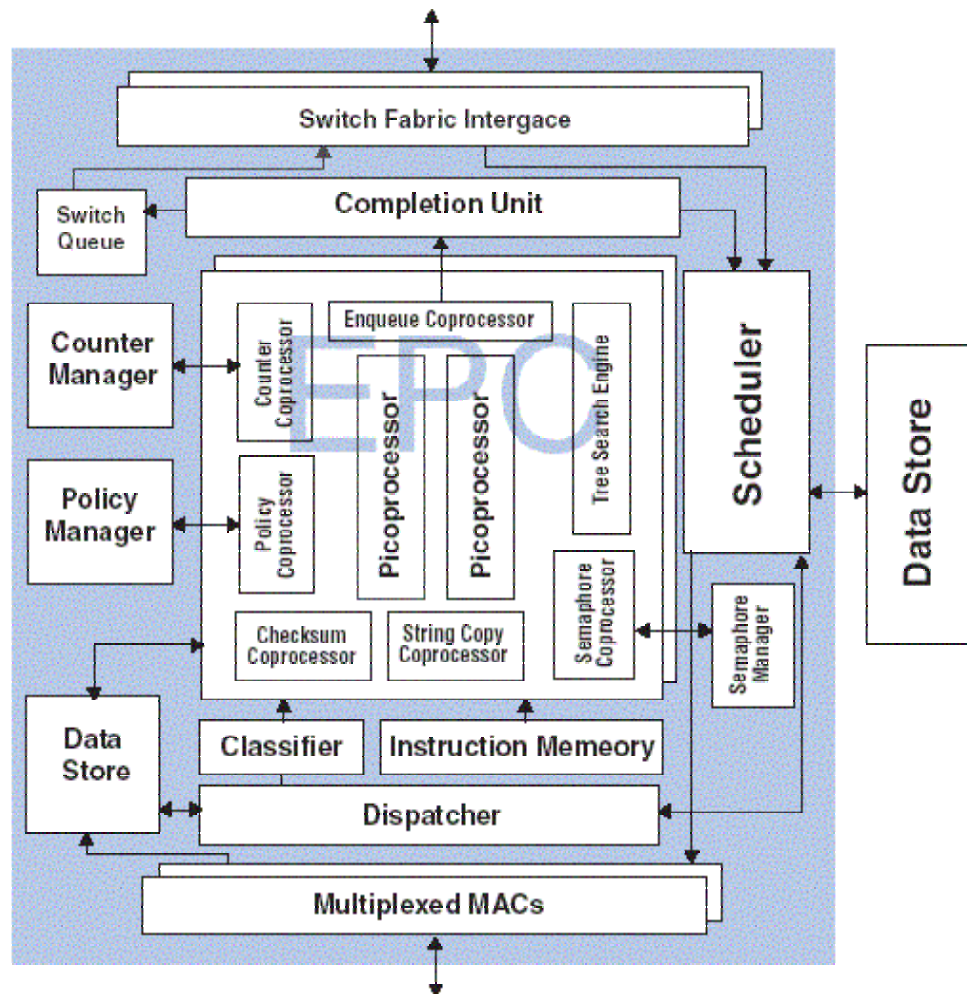 Switch Fabric Intergace
Completion Unit
Switch
Queue
Counter
Manager
Counter
Coprocessor
Enqueue Coprocessor
EPC
Picoprocessor
Picoprocessor
Tree Search Engine
Scheduler
Data Store
Policy
Manager
Policy
Coprocessor
Checksum
Coprocessor
String Copy
Coprocessor
Semaphore
Coprocessor
Semaphore
Manager
Data
Store
Classifier
Instruction Memeory
Dispatcher
Multiplexed MACs